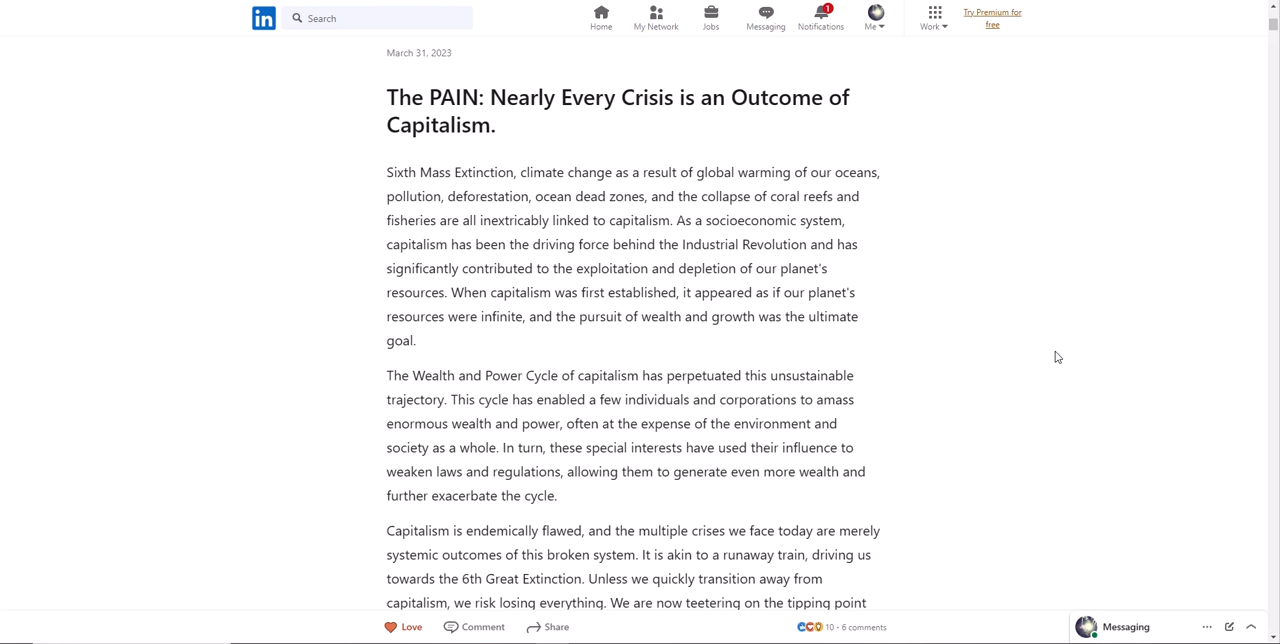 in
Search
Home
My Network
Jobs
Messaging
1
Notifications
Me
Work
Try Premium for
free
March 31, 2023
The PAIN: Nearly Every Crisis is an Outcome of
Capitalism.
Sixth Mass Extinction, climate change as a result of global warming of our oceans,
pollution, deforestation, ocean dead zones, and the collapse of coral reefs and
fisheries are all inextricably linked to capitalism. As a socioeconomic system,
capitalism has been the driving force behind the Industrial Revolution and has
significantly contributed to the exploitation and depletion of our planet's
resources. When capitalism was first established, it appeared as if our planet's
resources were infinite, and the pursuit of wealth and growth was the ultimate
goal.
The Wealth and Power Cycle of capitalism has perpetuated this unsustainable
trajectory. This cycle has enabled a few individuals and corporations to amass
enormous wealth and power, often at the expense of the environment and
society as a whole. In turn, these special interests have used their influence to
weaken laws and regulations, allowing them to generate even more wealth and
further exacerbate the cycle.
Capitalism is endemically flawed, and the multiple crises we face today are merely
systemic outcomes of this broken system. It is akin to a runaway train, driving us
towards the 6th Great Extinction. Unless we quickly transition away from
capitalism, we risk losing everything. We are now teetering on the tipping point
Love
Comment
Share
10 · 6 comments
Messaging